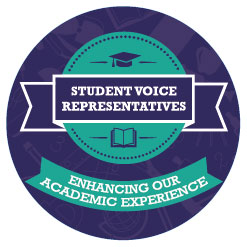 STUDENT VOICE
REPRESENTATIVES
ENHANCING OUR
ACADEMIC EXPERIENCE